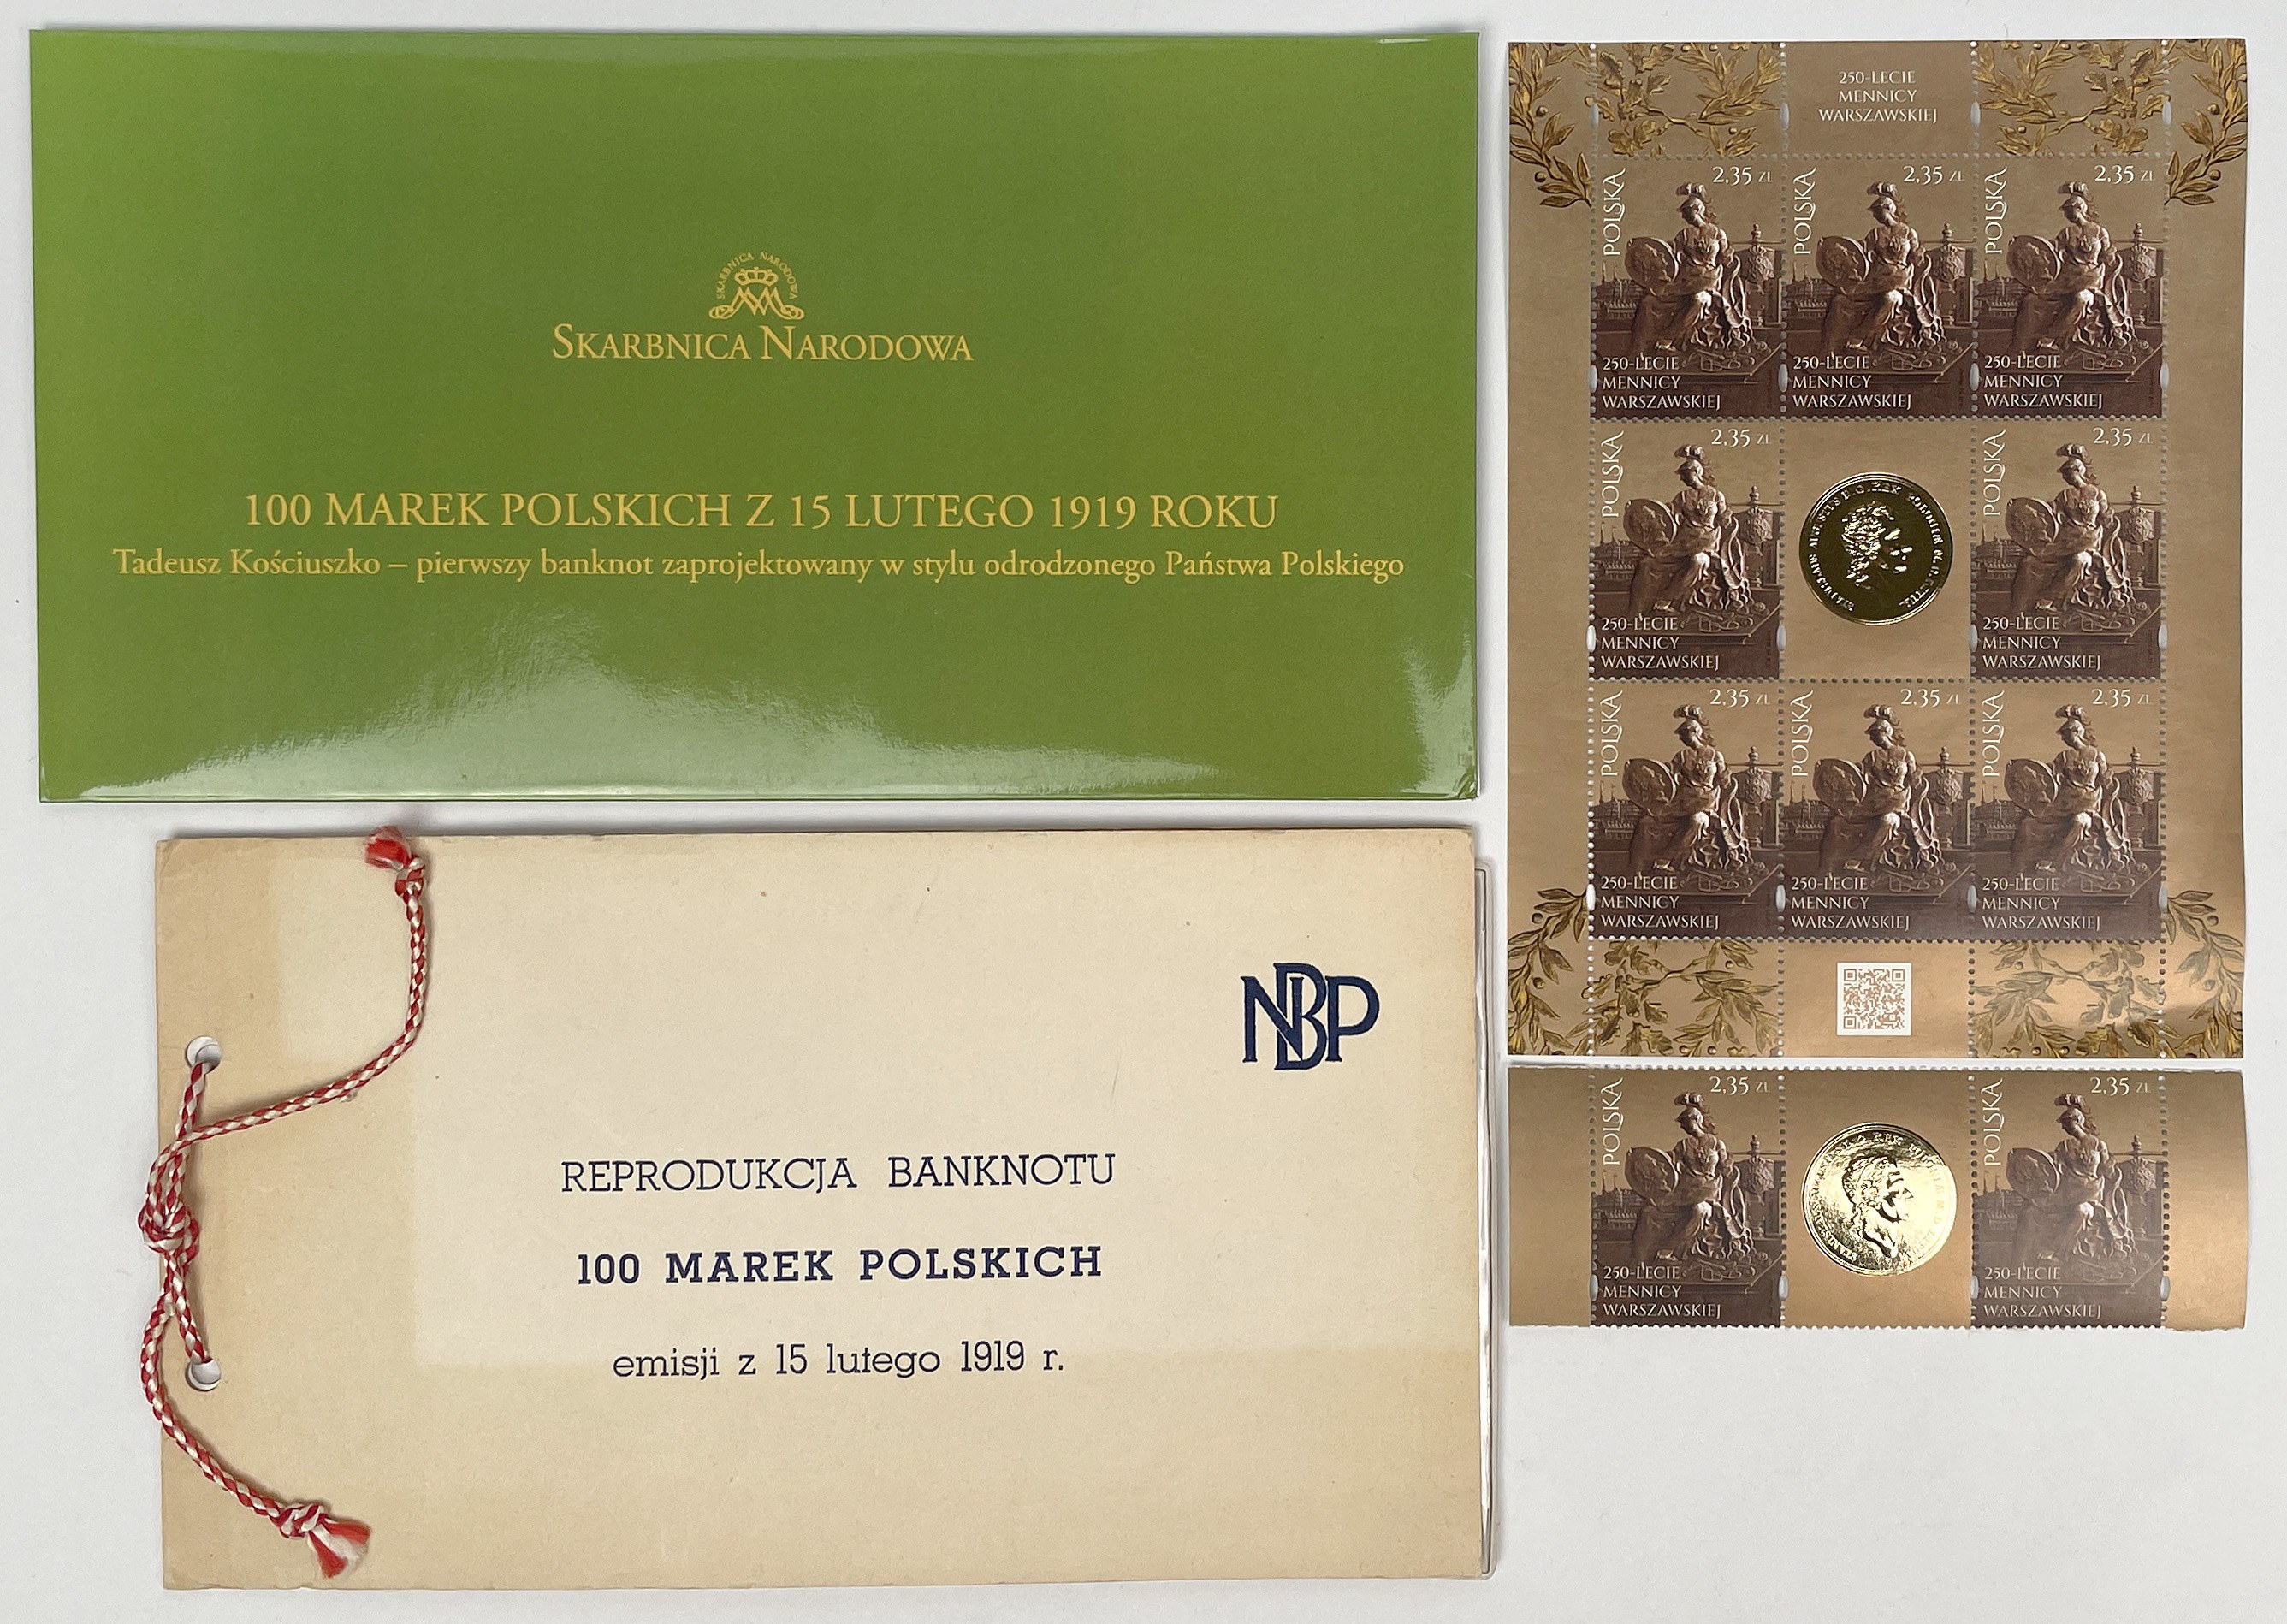 SKARBNICA NARODOWA
SKARBNICA NARODOWA
100 MAREK POLSKICH Z 15 LUTEGO 1919 ROKU
Tadeusz Kościuszko – pierwszy banknot zaprojektowany w stylu odrodzonego Państwa Polskiego
NBP
REPRODUKCJA BANKNOTU
100 MAREK POLSKICH
emisji z 15 lutego 1919 r.
250-LECIE
MENNICY
WARSZAWSKIEJ
POLSKA 2,35 ZŁ
250-LECIE
MENNICY
WARSZAWSKIEJ
POLSKA 2,35 ZŁ
250-LECIE
MENNICY
WARSZAWSKIEJ
POLSKA 2,35 ZŁ
250-LECIE
MENNICY
WARSZAWSKIEJ
POLSKA 2,35 ZŁ
250-LECIE
MENNICY
WARSZAWSKIEJ
POLSKA 2,35 ZŁ
250-LECIE
MENNICY
WARSZAWSKIEJ
POLSKA 2,35 ZŁ
250-LECIE
MENNICY
WARSZAWSKIEJ
POLSKA 2,35 ZŁ
250-LECIE
MENNICY
WARSZAWSKIEJ
POLSKA 2,35 ZŁ
250-LECIE
MENNICY
WARSZAWSKIEJ
POLSKA 2,35 ZŁ
250-LECIE
MENNICY
WARSZAWSKIEJ
POLSKA 2,35 ZŁ
250-LECIE
MENNICY
WARSZAWSKIEJ